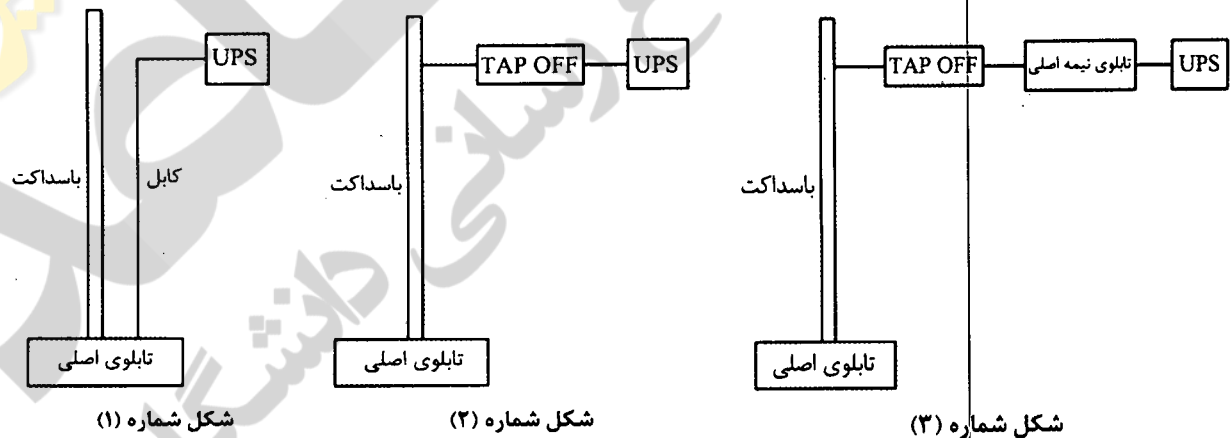 UPS
TAP OFF
UPS
TAP OFF
تابلوی نیمه اصلی
UPS
باسداکت
کابل
باسداکت
باسداکت
تابلوی اصلی
تابلوی اصلی
تابلوی اصلی
شکل شماره (۱)
شکل شماره (۲)
شکل شماره (۳)